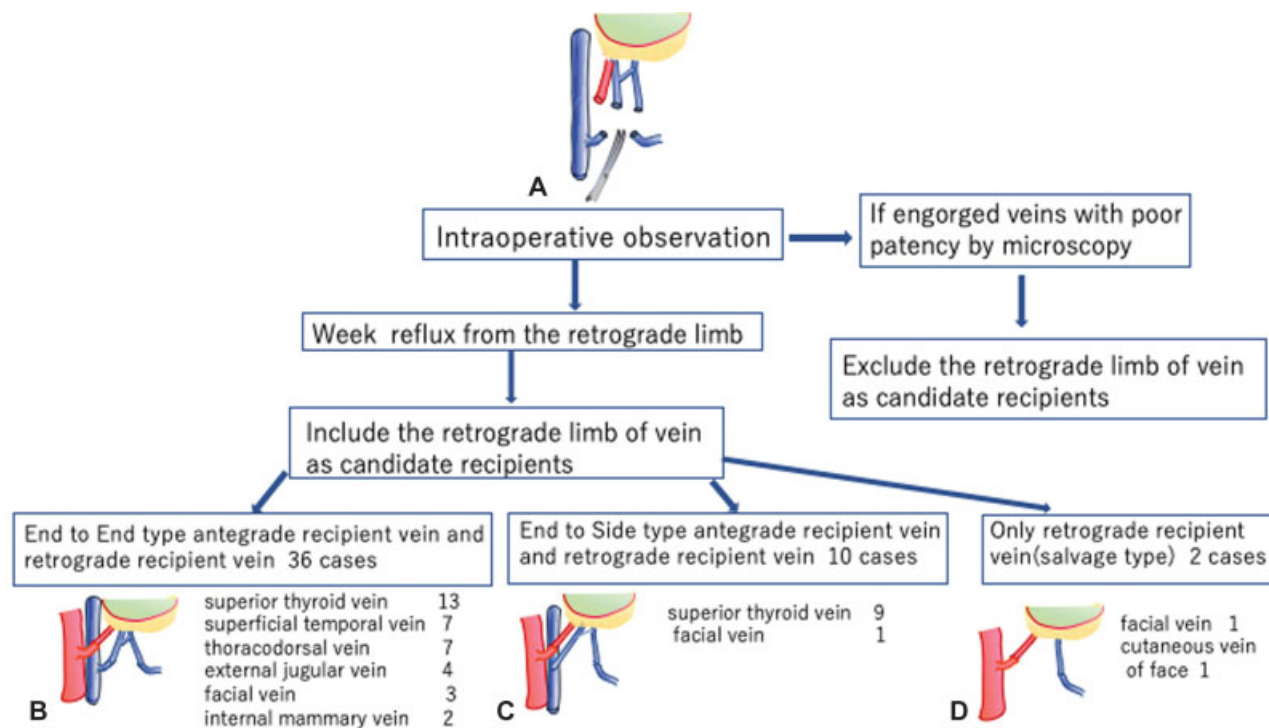 A
Intraoperative observation
If engorged veins with poor
patency by microscopy
Week reflux from the retrograde limb
Exclude the retrograde limb of vein
as candidate recipients
Include the retrograde limb of vein
as candidate recipients
End to End type antegrade recipient vein and
retrograde recipient vein 36 cases
End to Side type antegrade recipient vein
and retrograde recipient vein 10 cases
Only retrograde recipient
vein(salvage type) 2 cases
B
superior thyroid vein 13
superficial temporal vein 7
thoracodorsal vein 7
external jugular vein 4
facial vein 3
internal mammary vein 2
C
superior thyroid vein 9
facial vein 1
D
facial vein 1
cutaneous vein
of face 1